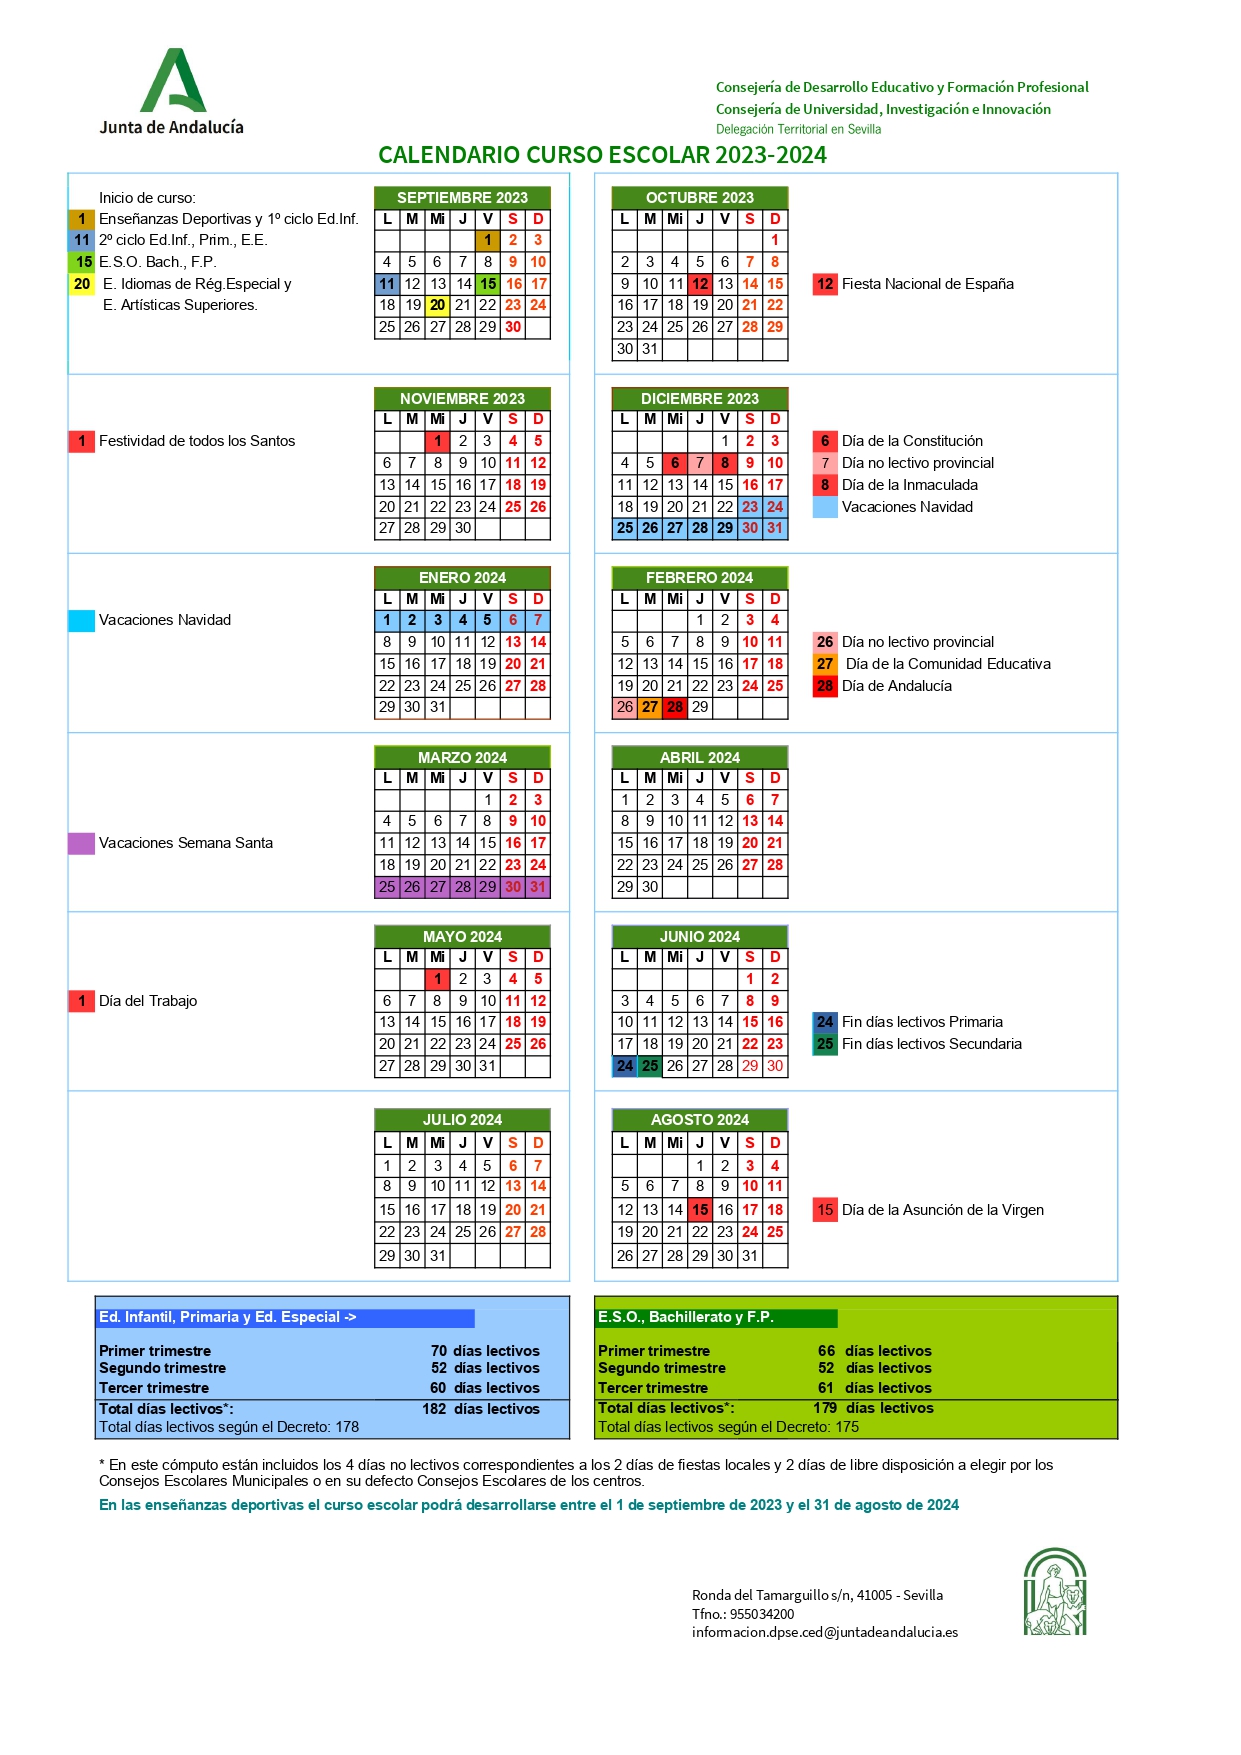 Junta de Andalucía
Consejería de Desarrollo Educativo y Formación Profesional
Consejería de Universidad, Investigación e Innovación
Delegación Territorial en Sevilla
CALENDARIO CURSO ESCOLAR 2023-2024
Inicio de curso:
1 Enseñanzas Deportivas y 1º ciclo Ed.Inf.
11 2º ciclo Ed.Inf., Prim., E.E.
15 E.S.O. Bach., F.P.
20 E. Idiomas de Rég.Especial y
E. Artísticas Superiores.
SEPTIEMBRE 2023
L M Mi J V S D
1 2 3
4 5 6 7 8 9 10
11 12 13 14 15 16 17
18 19 20 21 22 23 24
25 26 27 28 29 30
OCTUBRE 2023
L M Mi J V S D
1
2 3 4 5 6 7 8
9 10 11 12 13 14 15
16 17 18 19 20 21 22
23 24 25 26 27 28 29
30 31
12 Fiesta Nacional de España
1 Festividad de todos los Santos
NOVIEMBRE 2023
L M Mi J V S D
1 2 3 4 5
6 7 8 9 10 11 12
13 14 15 16 17 18 19
20 21 22 23 24 25 26
27 28 29 30
DICIEMBRE 2023
L M Mi J V S D
1 2 3
4 5 6 7 8 9 10
11 12 13 14 15 16 17
18 19 20 21 22 23 24
25 26 27 28 29 30 31
6 Día de la Constitución
7 Día no lectivo provincial
8 Día de la Inmaculada
Vacaciones Navidad
Vacaciones Navidad
ENERO 2024
L M Mi J V S D
1 2 3 4 5 6 7
8 9 10 11 12 13 14
15 16 17 18 19 20 21
22 23 24 25 26 27 28
29 30 31
FEBRERO 2024
L M Mi J V S D
1 2 3 4
5 6 7 8 9 10 11
12 13 14 15 16 17 18
19 20 21 22 23 24 25
26 27 28 29
26 Día no lectivo provincial
27 Día de la Comunidad Educativa
28 Día de Andalucía
Vacaciones Semana Santa
MARZO 2024
L M Mi J V S D
1 2 3
4 5 6 7 8 9 10
11 12 13 14 15 16 17
18 19 20 21 22 23 24
25 26 27 28 29 30 31
ABRIL 2024
L M Mi J V S D
1 2 3 4 5 6 7
8 9 10 11 12 13 14
15 16 17 18 19 20 21
22 23 24 25 26 27 28
29 30
1 Día del Trabajo
MAYO 2024
L M Mi J V S D
1 2 3 4 5
6 7 8 9 10 11 12
13 14 15 16 17 18 19
20 21 22 23 24 25 26
27 28 29 30 31
JUNIO 2024
L M Mi J V S D
1 2
3 4 5 6 7 8 9
10 11 12 13 14 15 16
17 18 19 20 21 22 23
24 25 26 27 28 29 30
24 Fin días lectivos Primaria
25 Fin días lectivos Secundaria
JULIO 2024
L M Mi J V S D
1 2 3 4 5 6 7
8 9 10 11 12 13 14
15 16 17 18 19 20 21
22 23 24 25 26 27 28
29 30 31
AGOSTO 2024
L M Mi J V S D
1 2 3 4
5 6 7 8 9 10 11
12 13 14 15 16 17 18
19 20 21 22 23 24 25
26 27 28 29 30 31
15 Día de la Asunción de la Virgen
Ed. Infantil, Primaria y Ed. Especial ->
Primer trimestre 70 días lectivos
Segundo trimestre 52 días lectivos
Tercer trimestre 60 días lectivos
Total días lectivos*: 182 días lectivos
Total días lectivos según el Decreto: 178
E.S.O., Bachillerato y F.P.
Primer trimestre 66 días lectivos
Segundo trimestre 52 días lectivos
Tercer trimestre 61 días lectivos
Total días lectivos*: 179 días lectivos
Total días lectivos según el Decreto: 175
* En este cómputo están incluidos los 4 días no lectivos correspondientes a los 2 días de fiestas locales y 2 días de libre disposición a elegir por los
Consejos Escolares Municipales o en su defecto Consejos Escolares de los centros.
En las enseñanzas deportivas el curso escolar podrá desarrollarse entre el 1 de septiembre de 2023 y el 31 de agosto de 2024
Ronda del Tamarguillo s/n, 41005 - Sevilla
Tfno.: 955034200
informacion.dpse.ced@juntadeandalucia.es